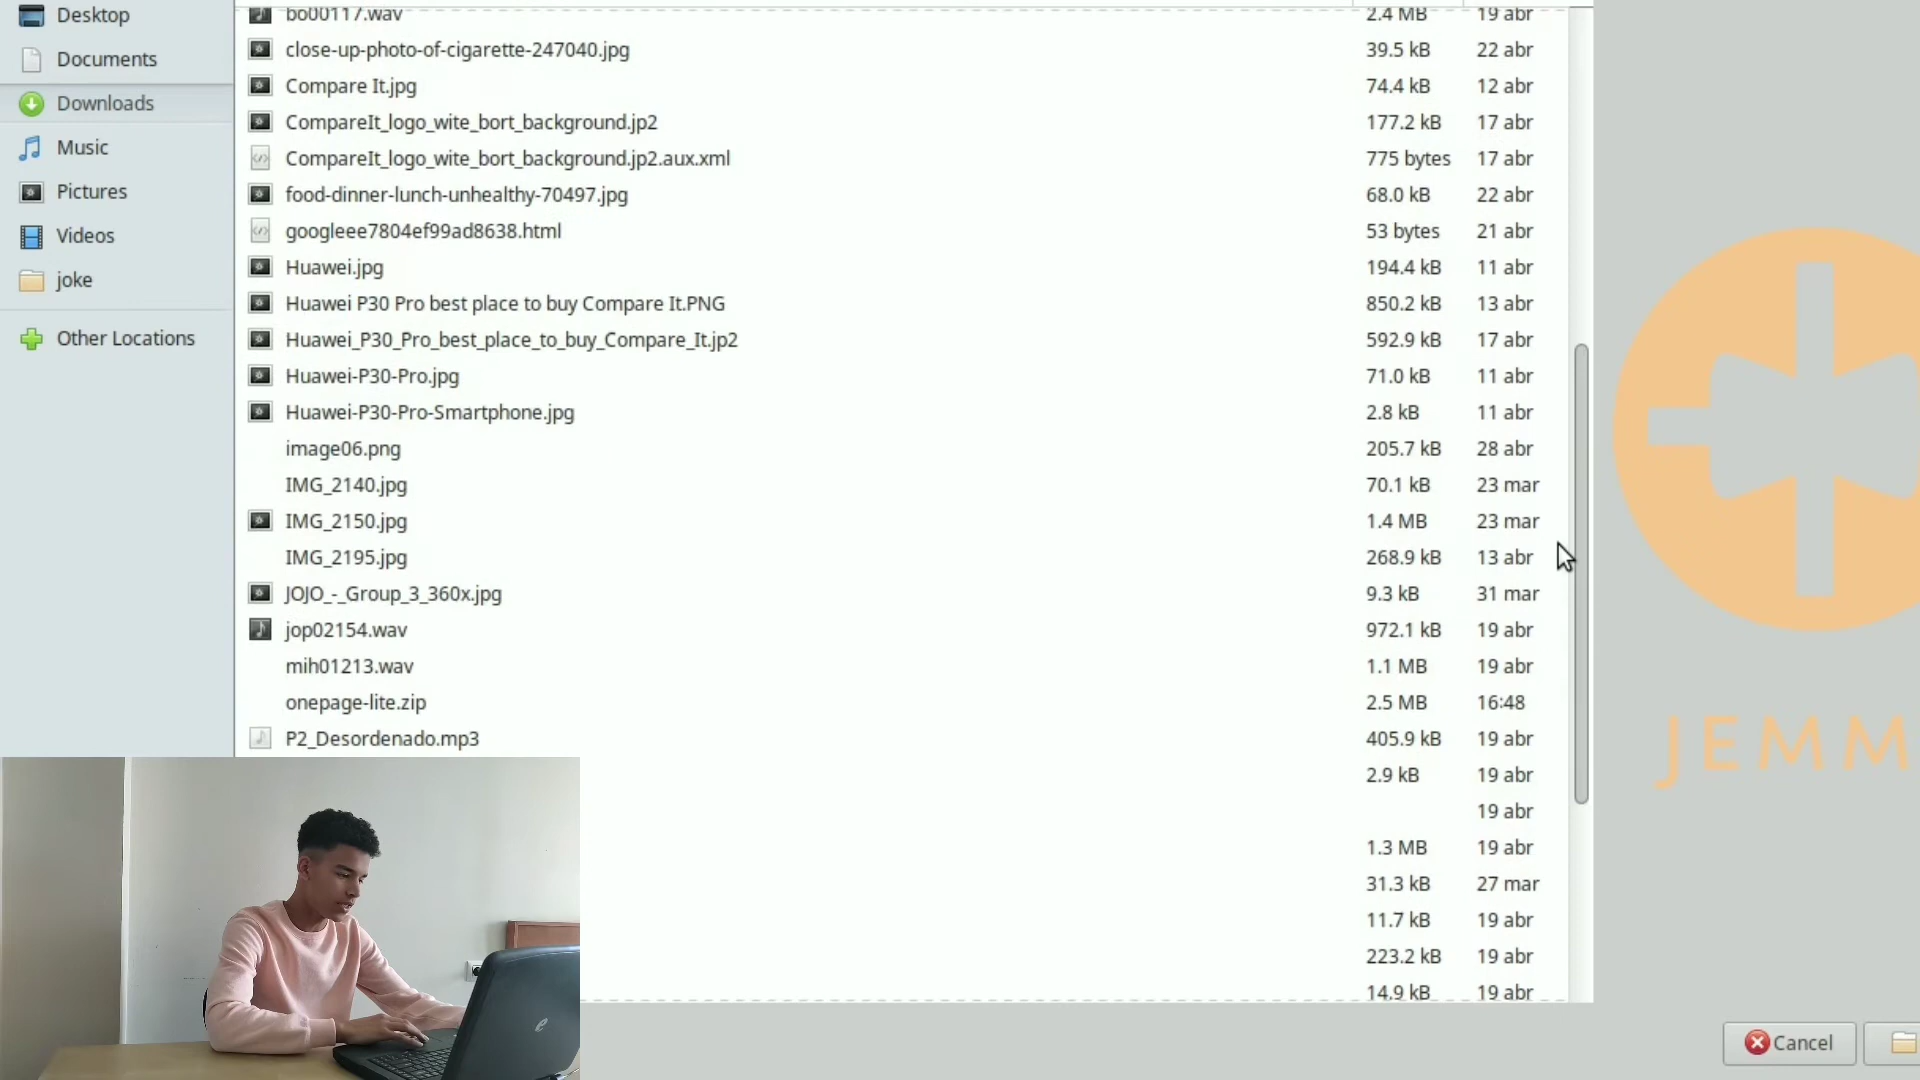 Desktop
Documents
Downloads
Music
Pictures
Videos
joke
Other Locations
bo00117.wav 2.4 MB 19 abr
close-up-photo-of-cigarette-247040.jpg 39.5 kB 22 abr
Compare It.jpg 74.4 kB 12 abr
CompareIt_logo_wite_bort_background.jp2 177.2 kB 17 abr
CompareIt_logo_wite_bort_background.jp2.aux.xml 775 bytes 17 abr
food-dinner-lunch-unhealthy-70497.jpg 68.0 kB 22 abr
googleee7804ef99ad8638.html 53 bytes 21 abr
Huawei.jpg 194.4 kB 11 abr
Huawei P30 Pro best place to buy Compare It.PNG 850.2 kB 13 abr
Huawei_P30_Pro_best_place_to_buy_Compare_It.jp2 592.9 kB 17 abr
Huawei-P30-Pro.jpg 71.0 kB 11 abr
Huawei-P30-Pro-Smartphone.jpg 2.8 kB 11 abr
image06.png 205.7 kB 28 abr
IMG_2140.jpg 70.1 kB 23 mar
IMG_2150.jpg 1.4 MB 23 mar
IMG_2195.jpg 268.9 kB 13 abr
JOJO_-_Group_3_360x.jpg 9.3 kB 31 mar
jop02154.wav 972.1 kB 19 abr
mih01213.wav 1.1 MB 19 abr
onepage-lite.zip 2.5 MB 16:48
P2_Desordenado.mp3 405.9 kB 19 abr
2.9 kB 19 abr
19 abr
1.3 MB 19 abr
31.3 kB 27 mar
11.7 kB 19 abr
223.2 kB 19 abr
14.9 kB 19 abr
JEMM
Cancel